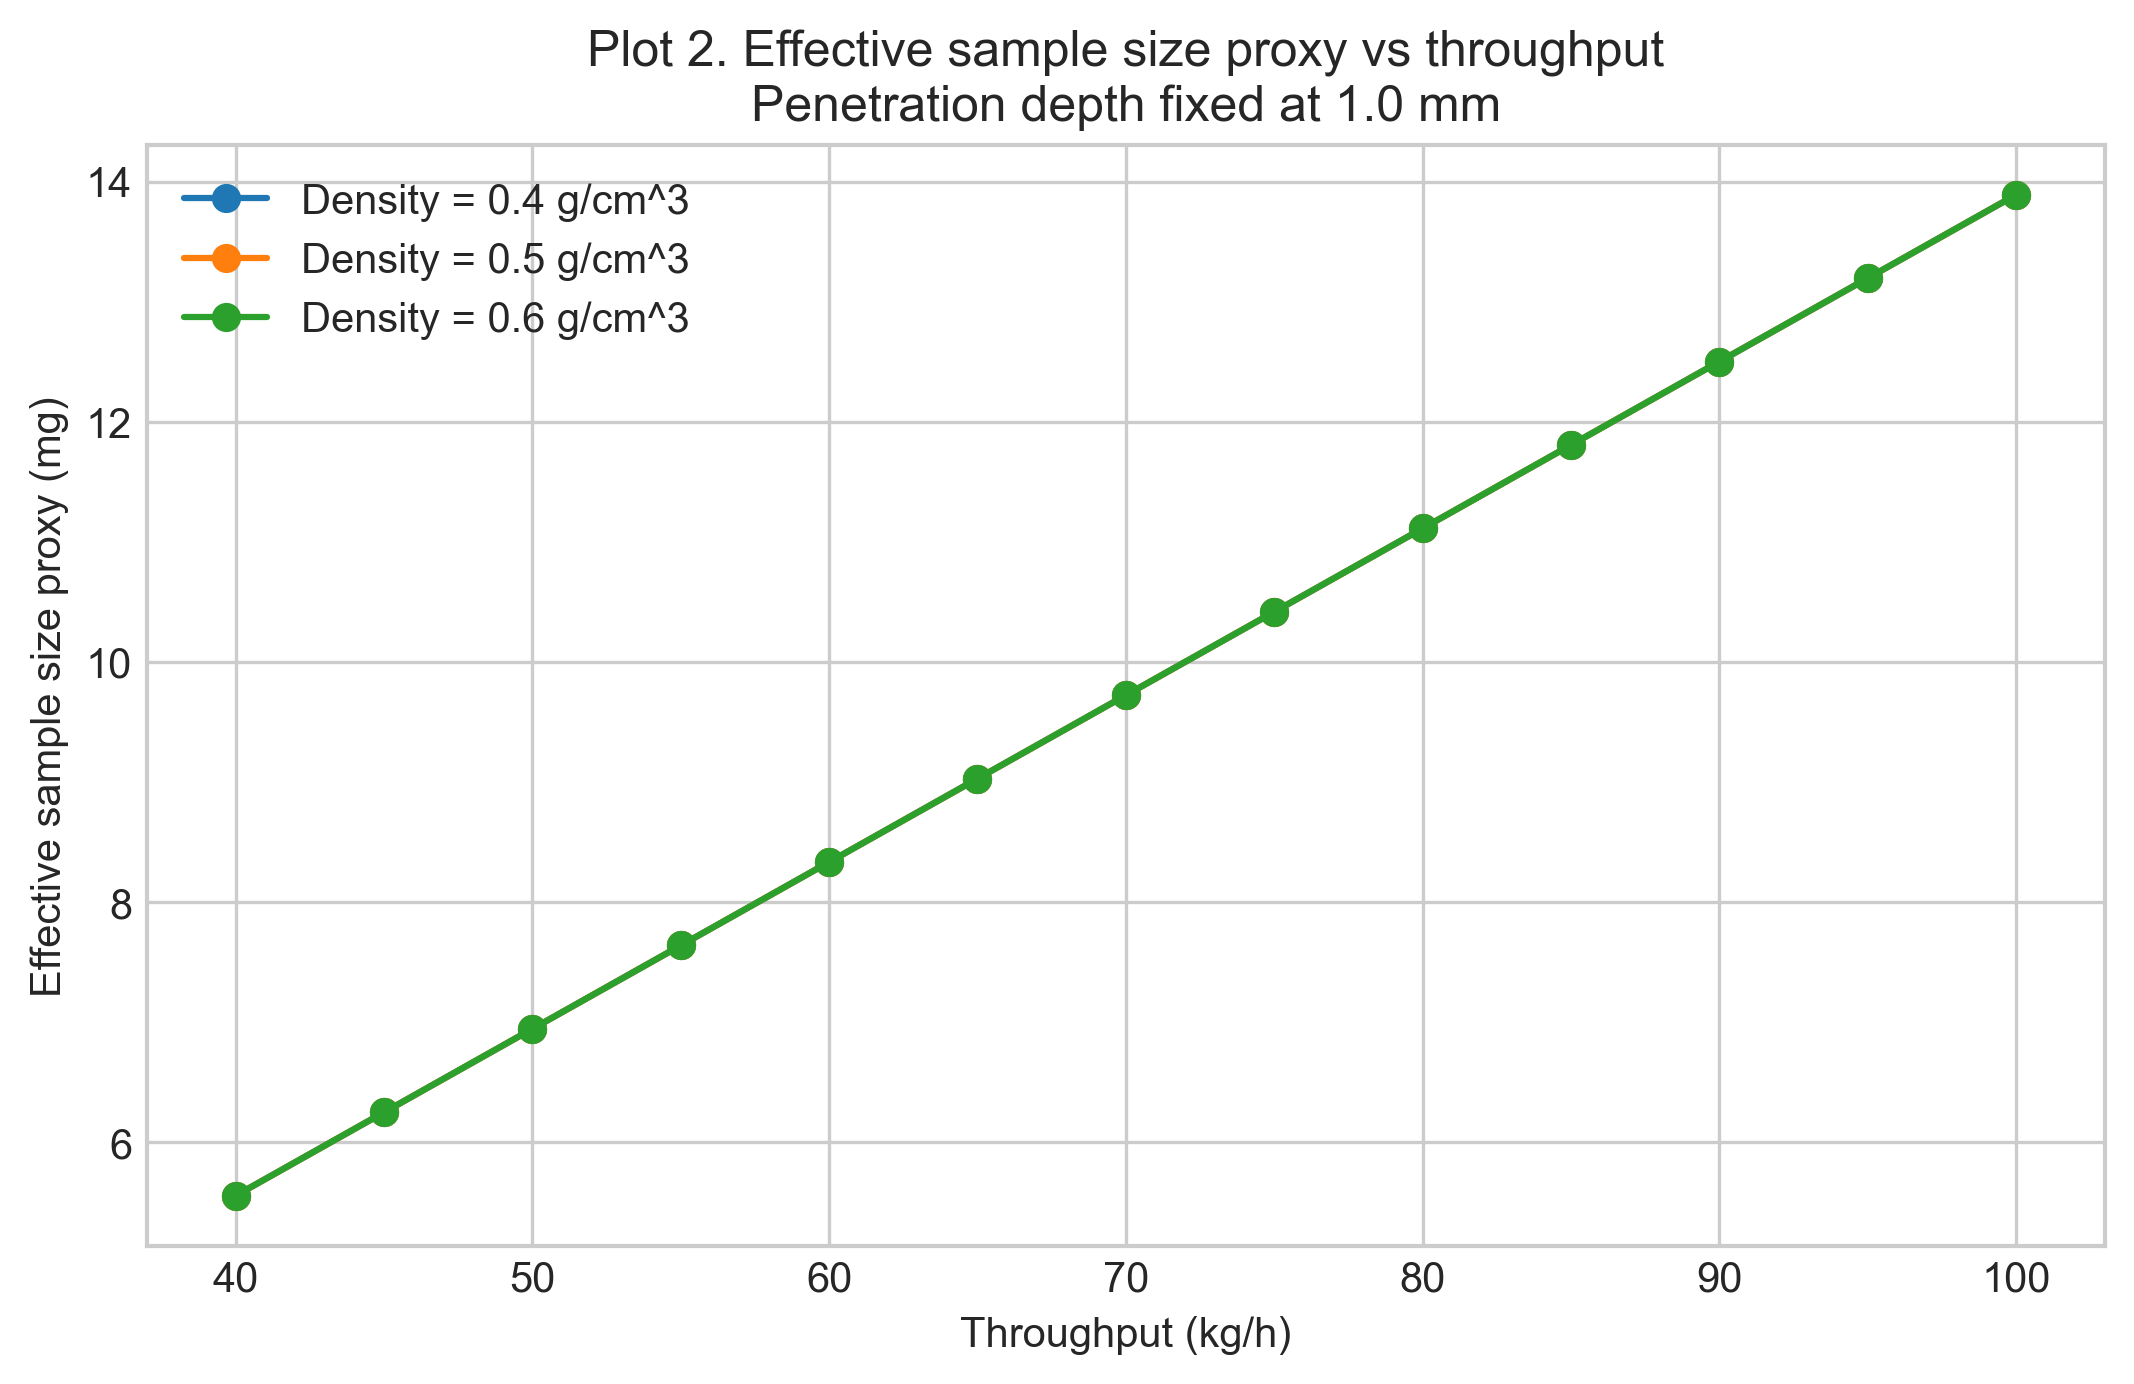 Plot 2. Effective sample size proxy vs throughput
Penetration depth fixed at 1.0 mm
Density = 0.4 g/cm^3
Density = 0.5 g/cm^3
Density = 0.6 g/cm^3
Effective sample size proxy (mg)
14
12
10
8
6
40 50 60 70 80 90 100
Throughput (kg/h)